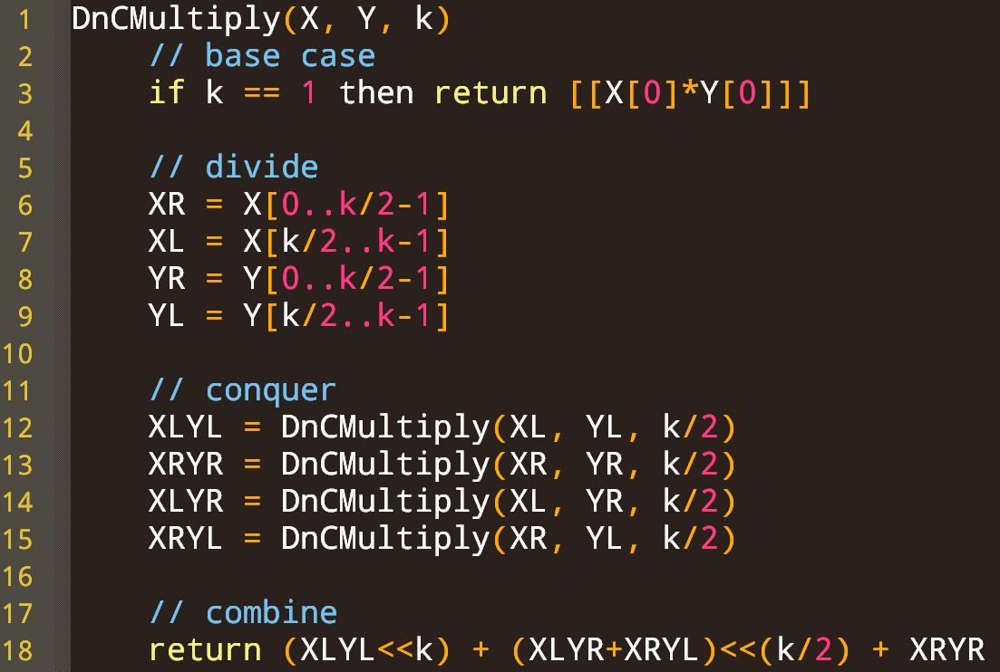 1 DnCMultiply(X, Y, k)
2     // base case
3     if k == 1 then return [[X[0]*Y[0]]]
4
5     // divide
6     XR = X[0..k/2-1]
7     XL = X[k/2..k-1]
8     YR = Y[0..k/2-1]
9     YL = Y[k/2..k-1]
10
11     // conquer
12     XLYL = DnCMultiply(XL, YL, k/2)
13     XRYR = DnCMultiply(XR, YR, k/2)
14     XLYR = DnCMultiply(XL, YR, k/2)
15     XRYL = DnCMultiply(XR, YL, k/2)
16
17     // combine
18     return (XLYL<<k) + (XLYR+XRYL)<<(k/2) + XRYR